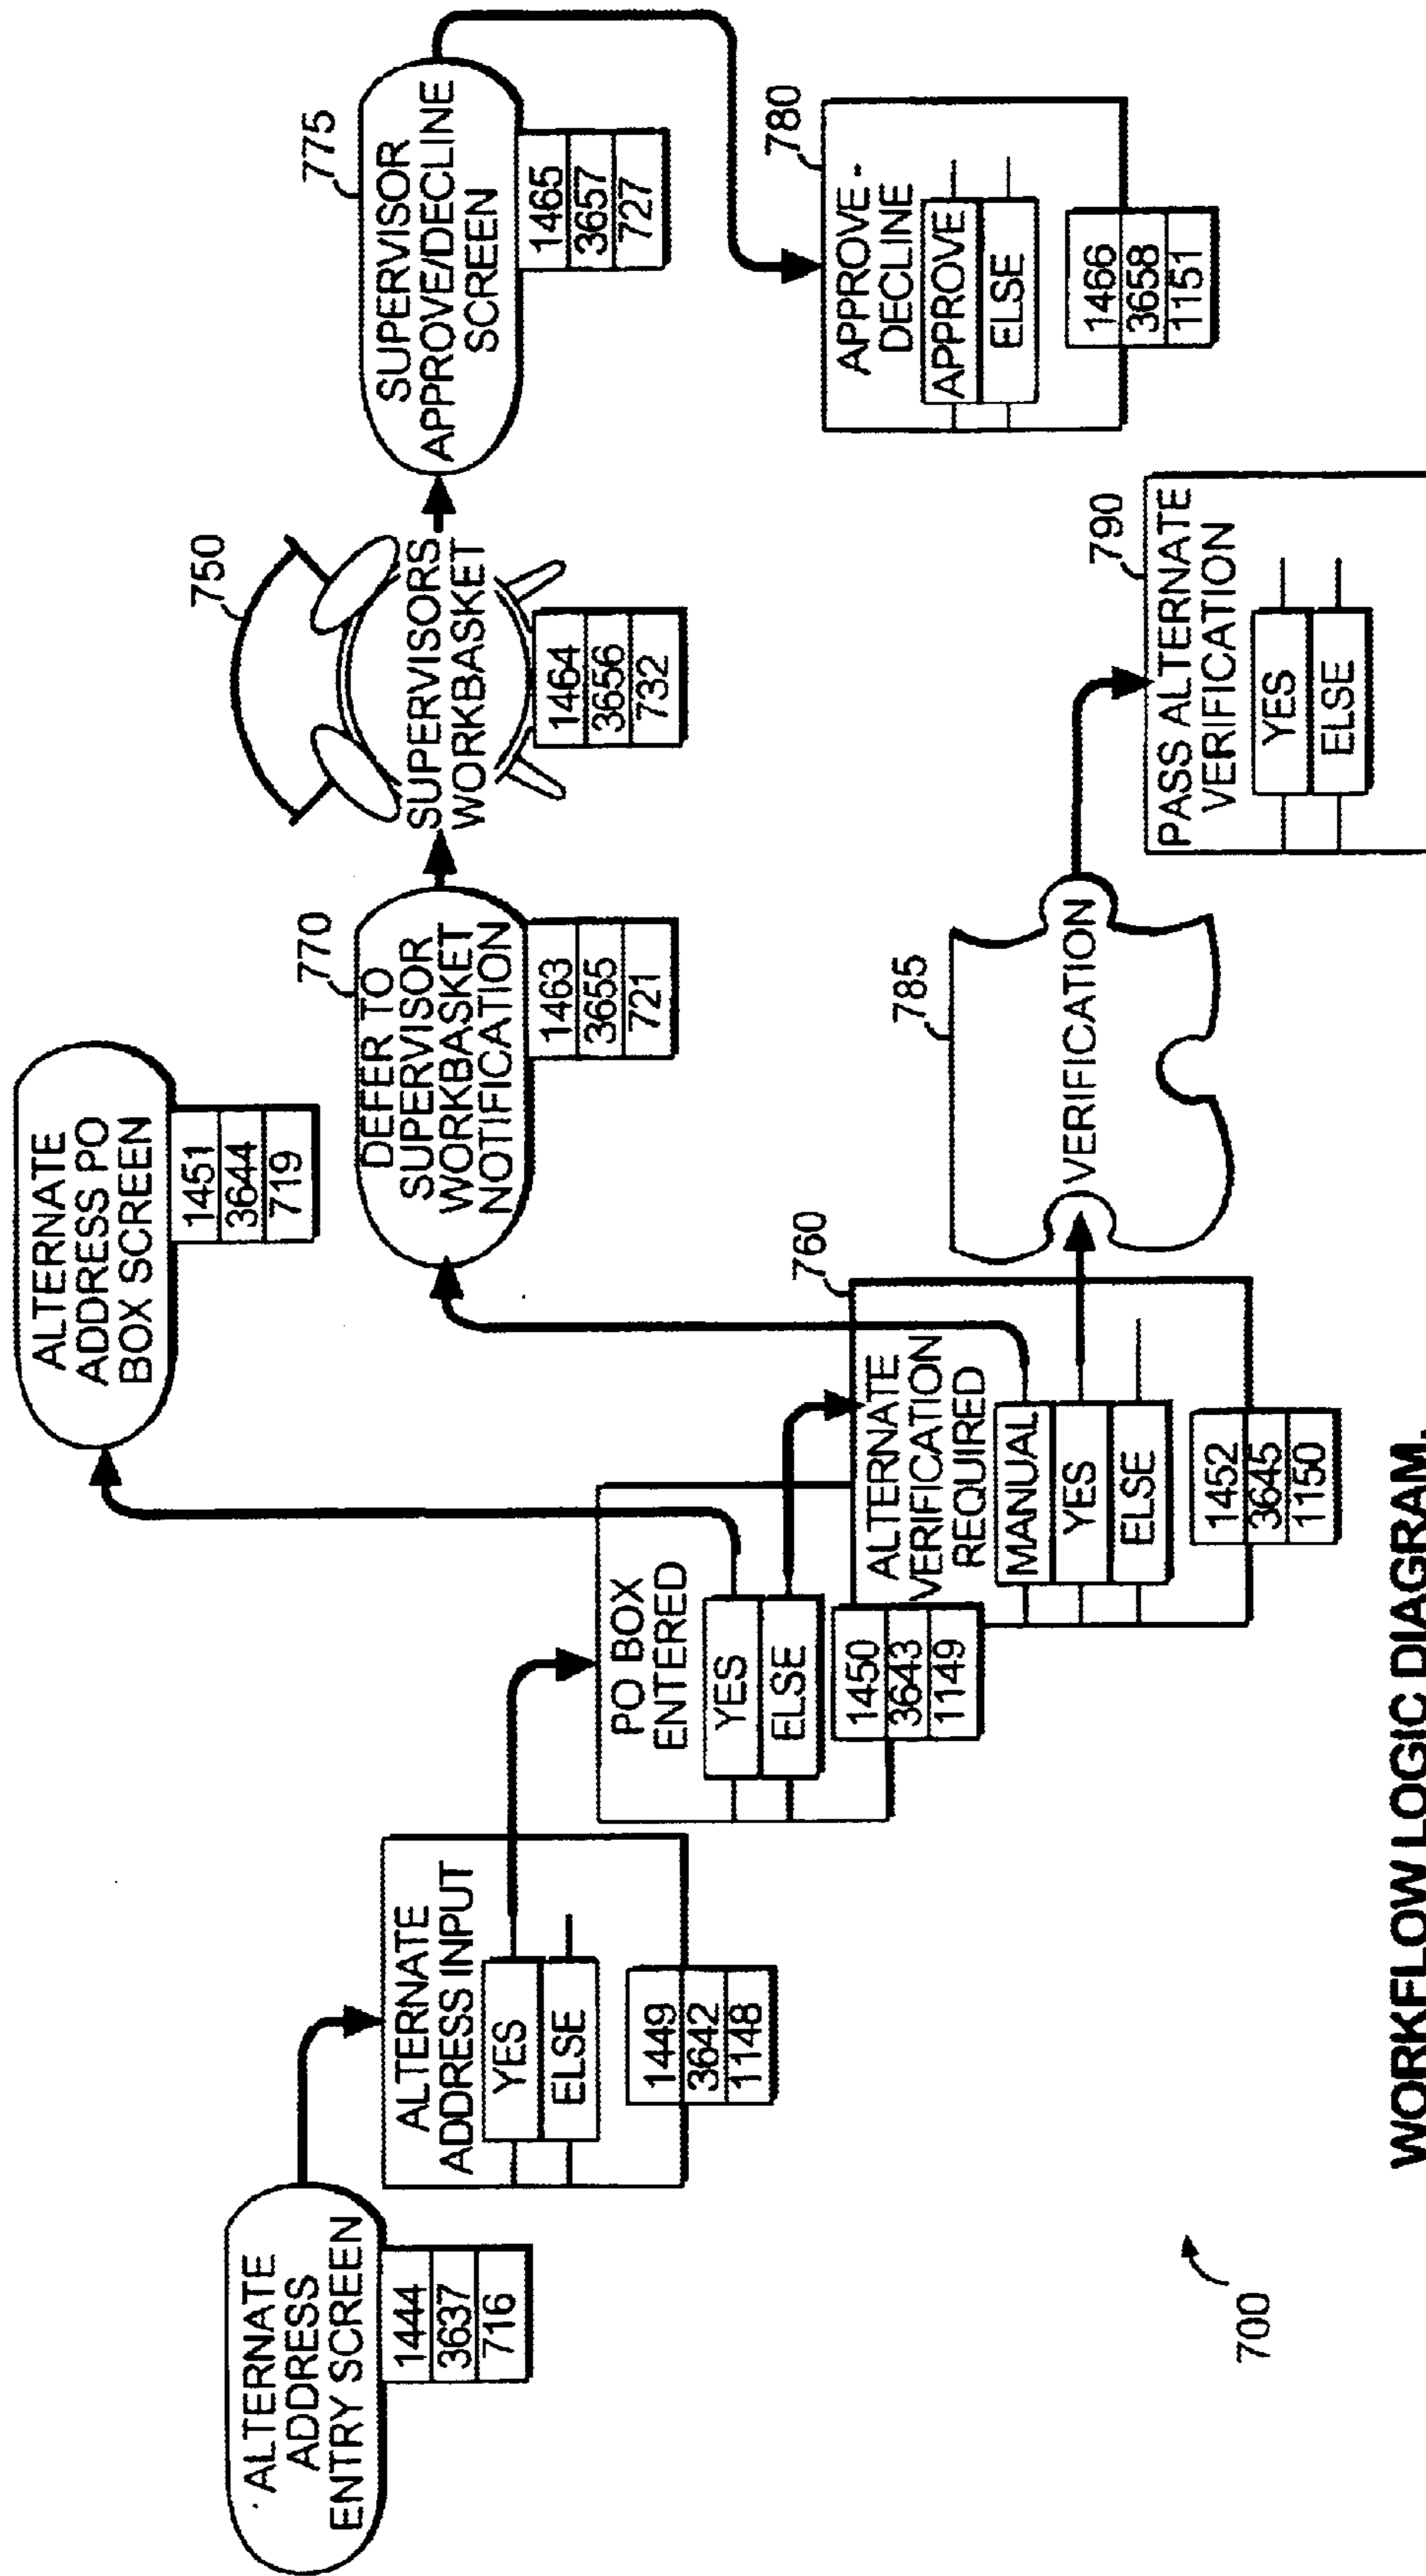 ALTERNATE
ADDRESS
ENTRY SCREEN
1444
3637
716
ALTERNATE
ADDRESS INPUT
YES
ELSE
1449
3642
1148
PO BOX
ENTERED
YES
ELSE
1450
3643
1149
ALTERNATE
ADDRESS PO
BOX SCREEN
1451
3644
719
760
ALTERNATE
VERIFICATION
REQUIRED
MANUAL
YES
ELSE
1452
3645
1150
770
DEFER TO
SUPERVISOR
WORKBASKET
NOTIFICATION
1463
3655
721
750
SUPERVISORS
WORKBASKET
1464
3656
732
775
SUPERVISOR
APPROVE/DECLINE
SCREEN
1465
3657
727
780
APPROVE -
DECLINE
APPROVE
ELSE
1466
3658
1151
785
VERIFICATION
790
PASS ALTERNATE
VERIFICATION
YES
ELSE
700
WORKFLOW LOGIC DIAGRAM.